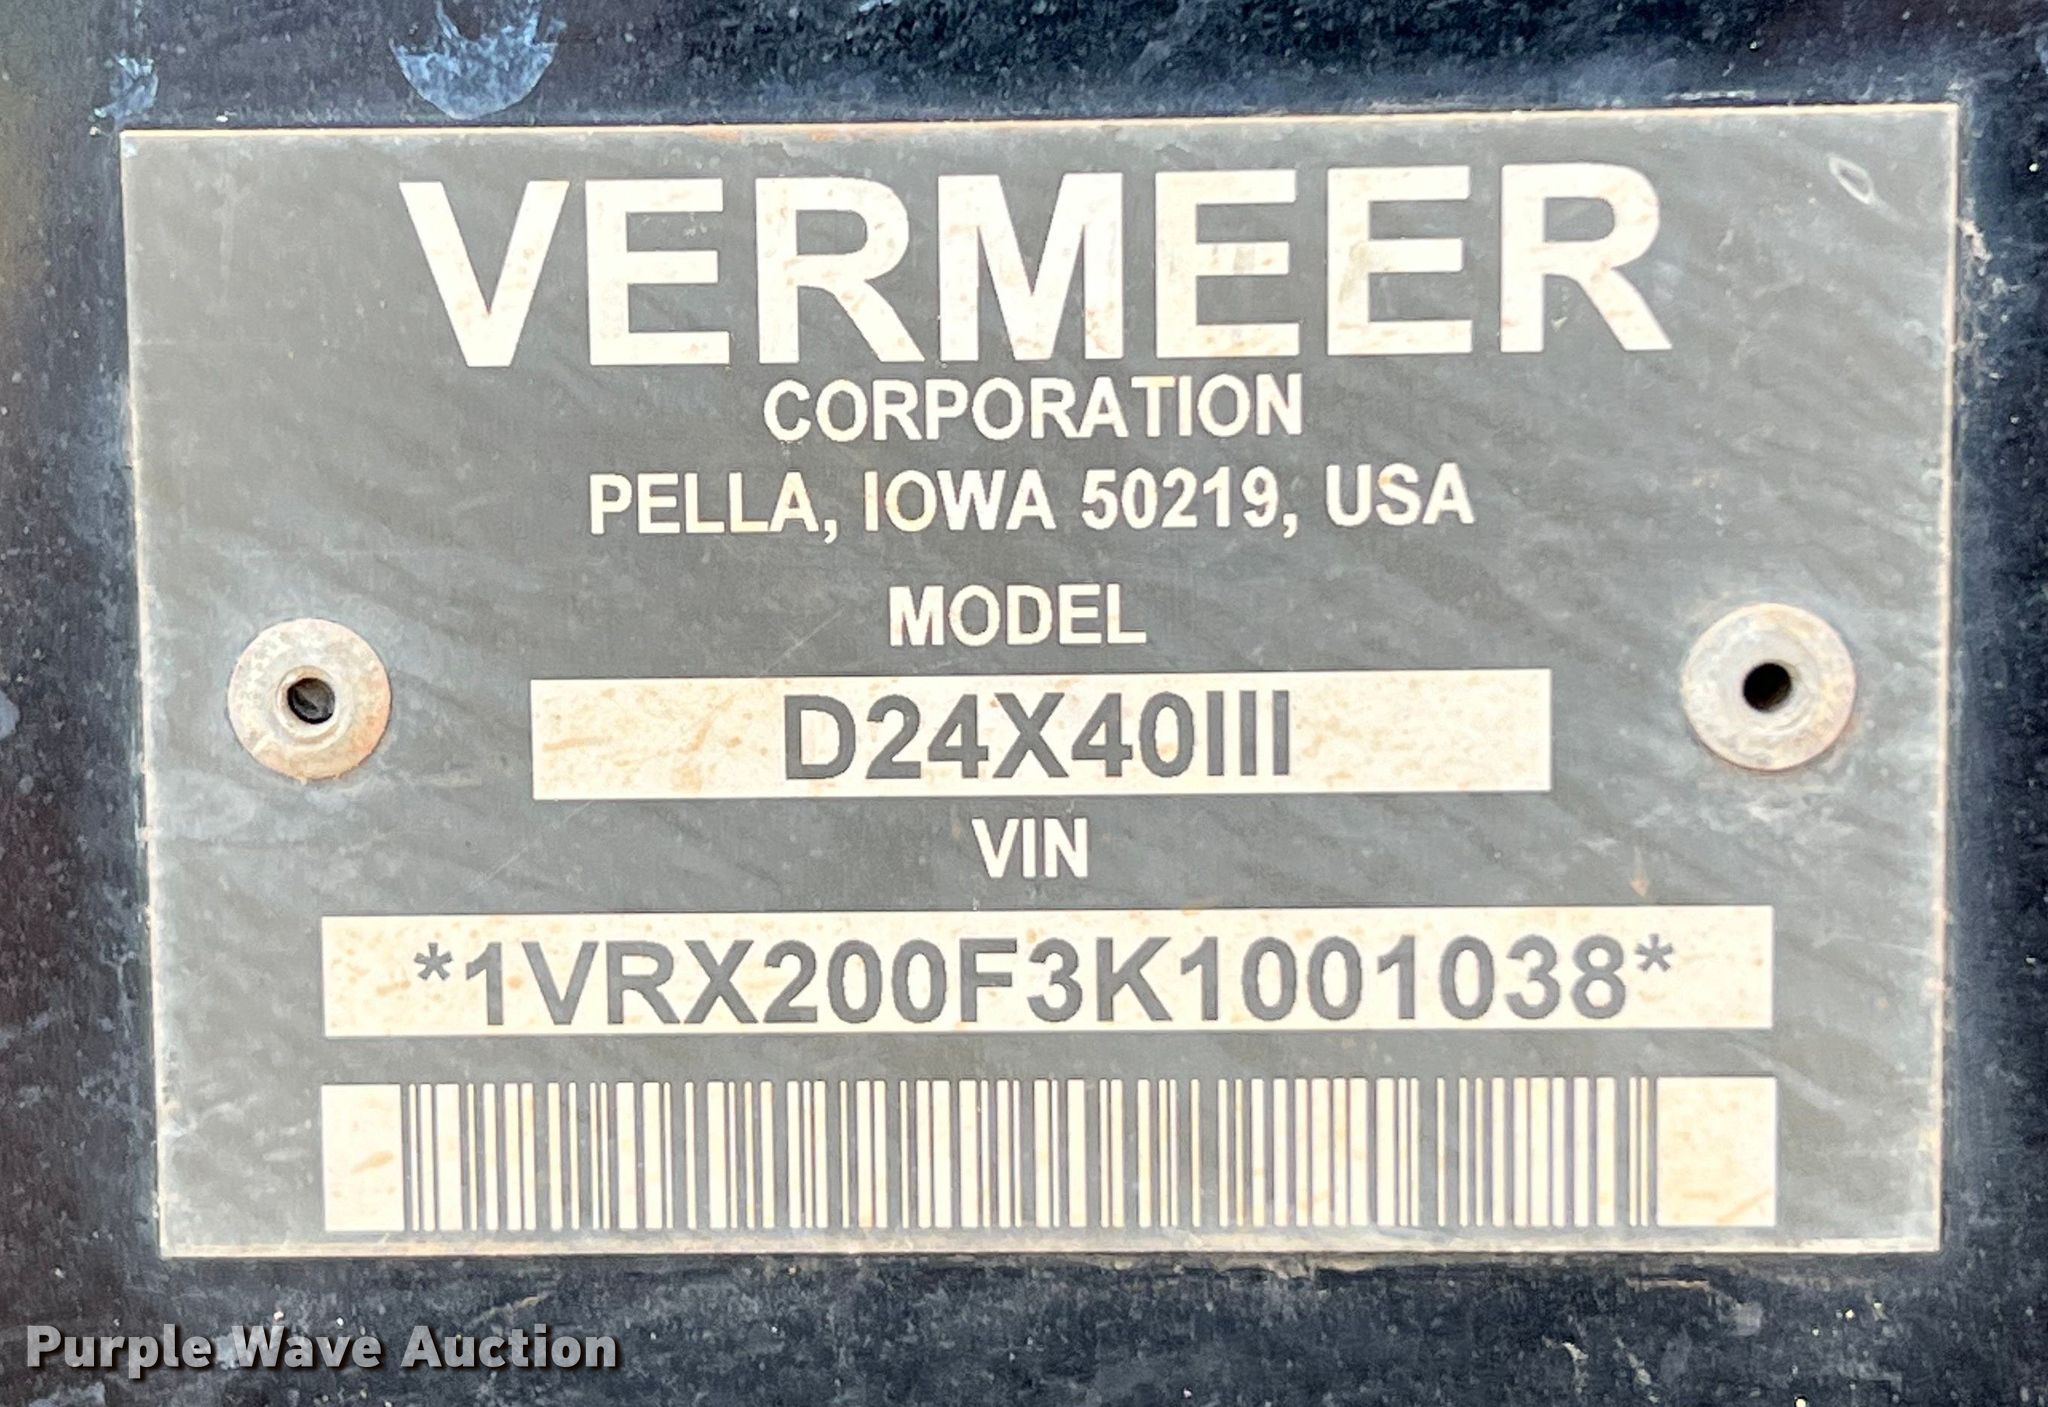 VERMEER
CORPORATION
PELLA, IOWA 50219, USA
MODEL
D24X40III
VIN
*1VRX200F3K1001038*
Purple Wave Auction